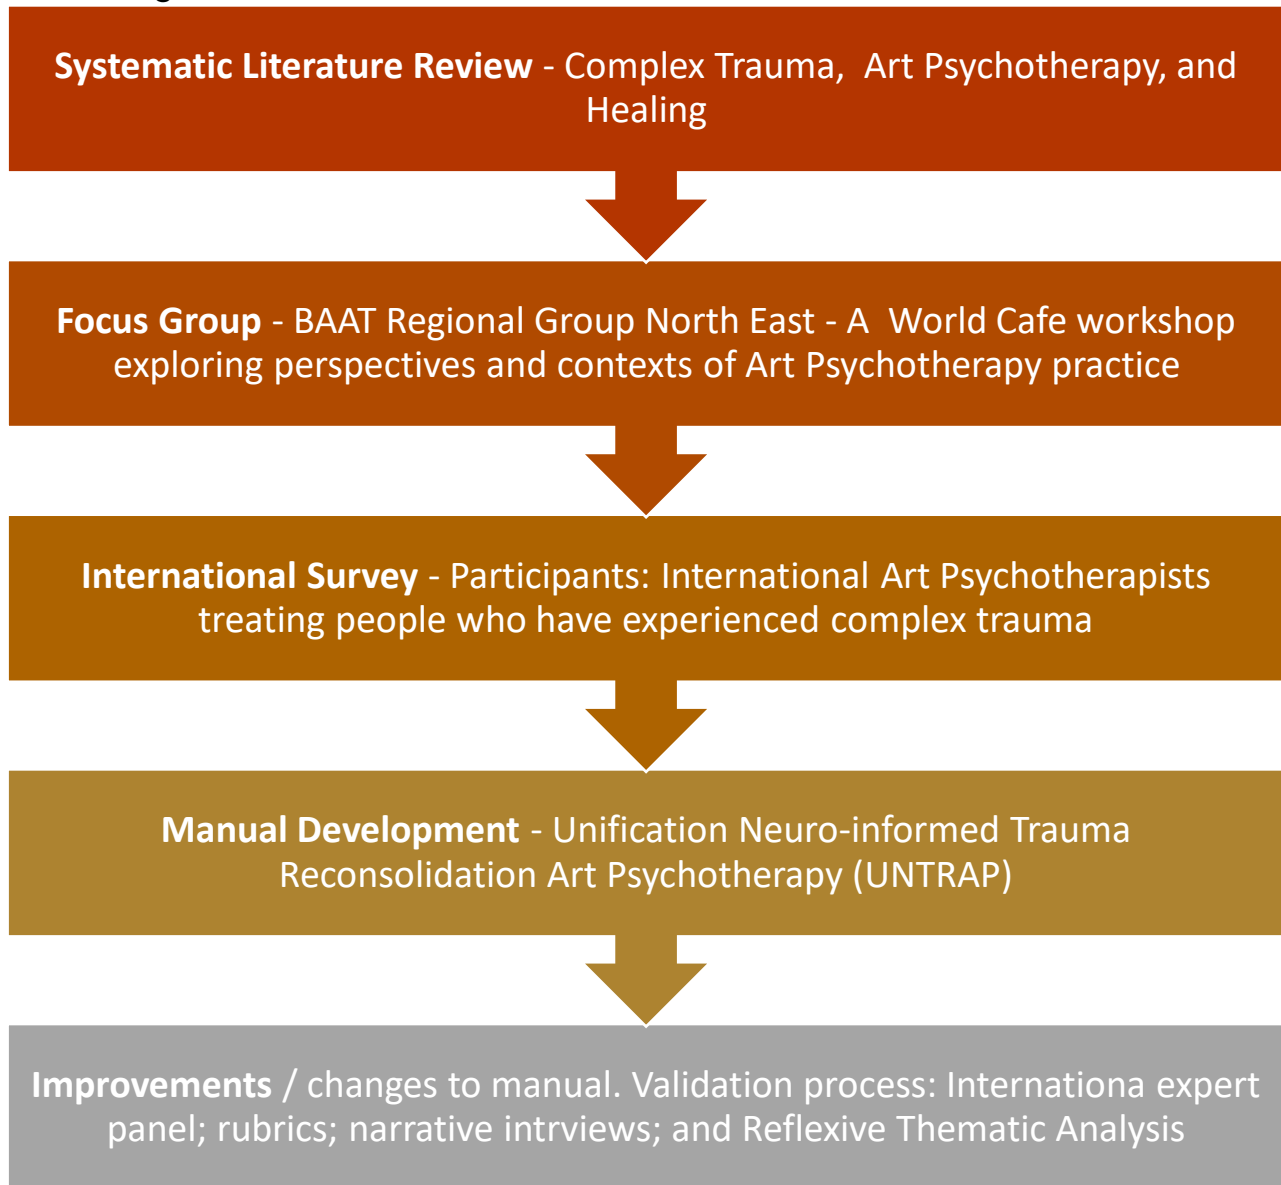 Systematic Literature Review - Complex Trauma, Art Psychotherapy, and
Healing
Focus Group - BAAT Regional Group North East - A World Cafe workshop
exploring perspectives and contexts of Art Psychotherapy practice
International Survey - Participants: International Art Psychotherapists
treating people who have experienced complex trauma
Manual Development - Unification Neuro-informed Trauma
Reconsolidation Art Psychotherapy (UNTRAP)
Improvements / changes to manual. Validation process: Internationa expert
panel; rubrics; narrative intrviews; and Reflexive Thematic Analysis